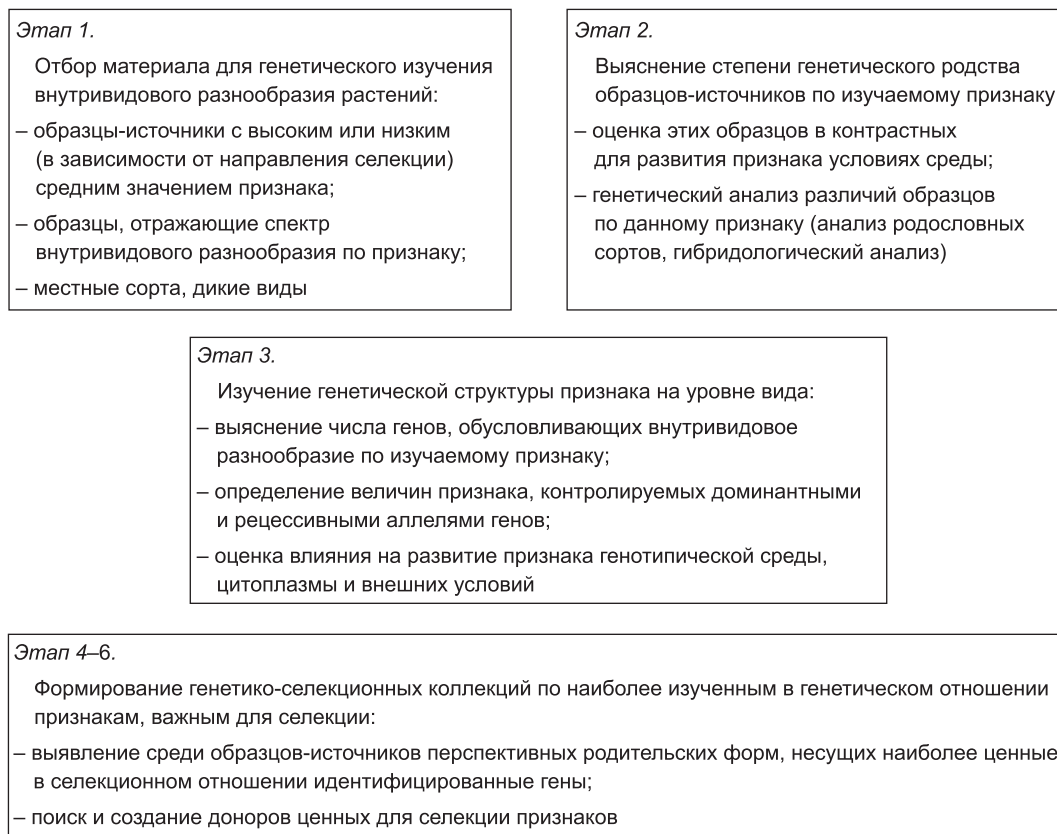 Этап 1.
Отбор материала для генетического изучения
внутривидового разнообразия растений:
– образцы-источники с высоким или низким
(в зависимости от направления селекции)
средним значением признака;
– образцы, отражающие спектр
внутривидового разнообразия по признаку;
– местные сорта, дикие виды
Этап 2.
Выяснение степени генетического родства
образцов-источников по изучаемому признаку
– оценка этих образцов в контрастных
для развития признака условиях среды;
– генетический анализ различий образцов
по данному признаку (анализ родословных
сортов, гибридологический анализ)
Этап 3.
Изучение генетической структуры признака на уровне вида:
– выяснение числа генов, обусловливающих внутривидовое
разнообразие по изучаемому признаку;
– определение величин признака, контролируемых доминантными
и рецессивными аллелями генов;
– оценка влияния на развитие признака генотипической среды,
цитоплазмы и внешних условий
Этап 4–6.
Формирование генетико-селекционных коллекций по наиболее изученным в генетическом отношении
признакам, важным для селекции:
– выявление среди образцов-источников перспективных родительских форм, несущих наиболее ценные
в селекционном отношении идентифицированные гены;
– поиск и создание доноров ценных для селекции признаков